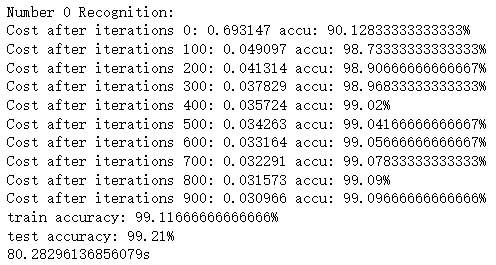 Number 0 Recognition:
Cost after iterations 0: 0.693147 accu: 90.12833333333333%
Cost after iterations 100: 0.049097 accu: 98.73333333333333%
Cost after iterations 200: 0.041314 accu: 98.90666666666667%
Cost after iterations 300: 0.037829 accu: 98.96833333333333%
Cost after iterations 400: 0.035724 accu: 99.02%
Cost after iterations 500: 0.034263 accu: 99.04166666666667%
Cost after iterations 600: 0.033164 accu: 99.05666666666667%
Cost after iterations 700: 0.032291 accu: 99.07833333333333%
Cost after iterations 800: 0.031573 accu: 99.09%
Cost after iterations 900: 0.030966 accu: 99.09666666666666%
train accuracy: 99.11666666666666%
test accuracy: 99.21%
80.28296136856079s